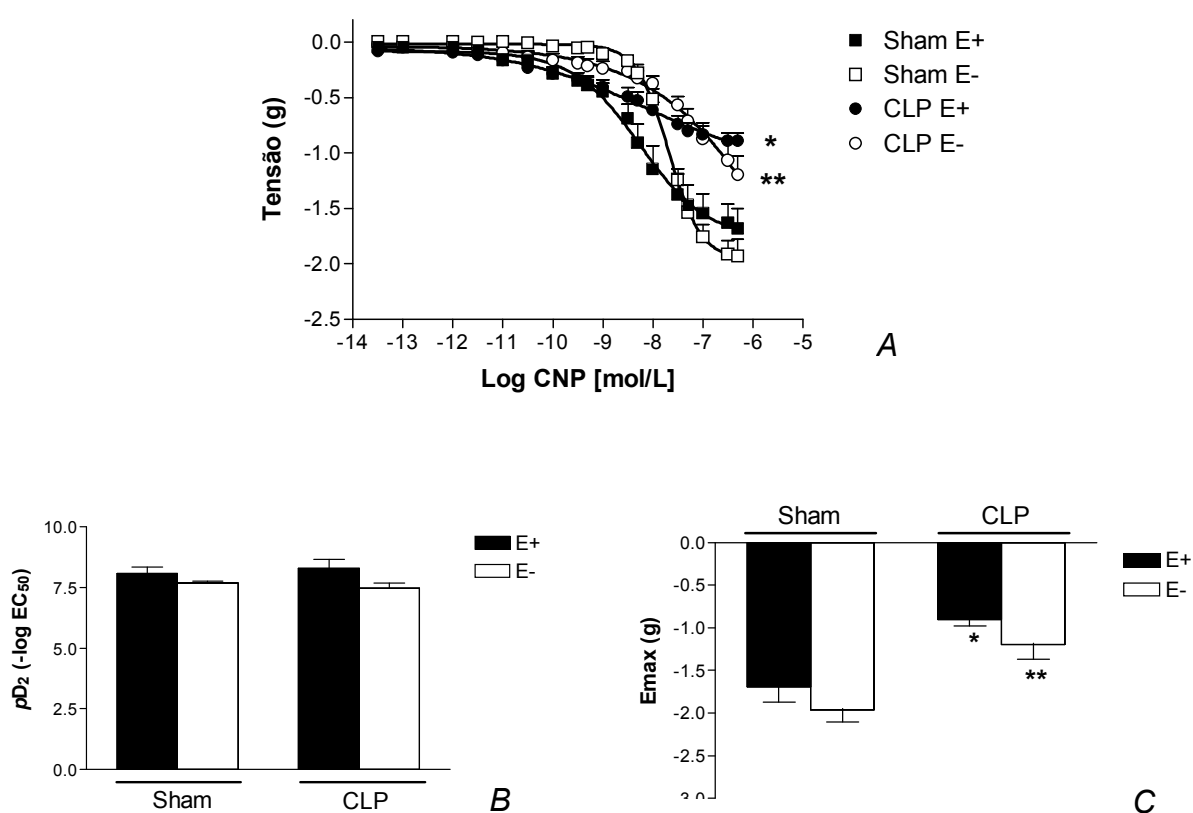 0.0
-0.5
-1.0
-1.5
-2.0
-2.5
Tensão (g)
-14 -13 -12 -11 -10 -9 -8 -7 -6 -5
Log CNP [mol/L]
Sham E+
Sham E-
CLP E+
CLP E-
*
**
A
10.0
7.5
5.0
2.5
0.0
pD2 (-log EC50)
Sham CLP
E+
E-
B
Sham CLP
0.0
-0.5
-1.0
-1.5
-2.0
-2.5
3.0
Emax (g)
*
**
E+
E-
C